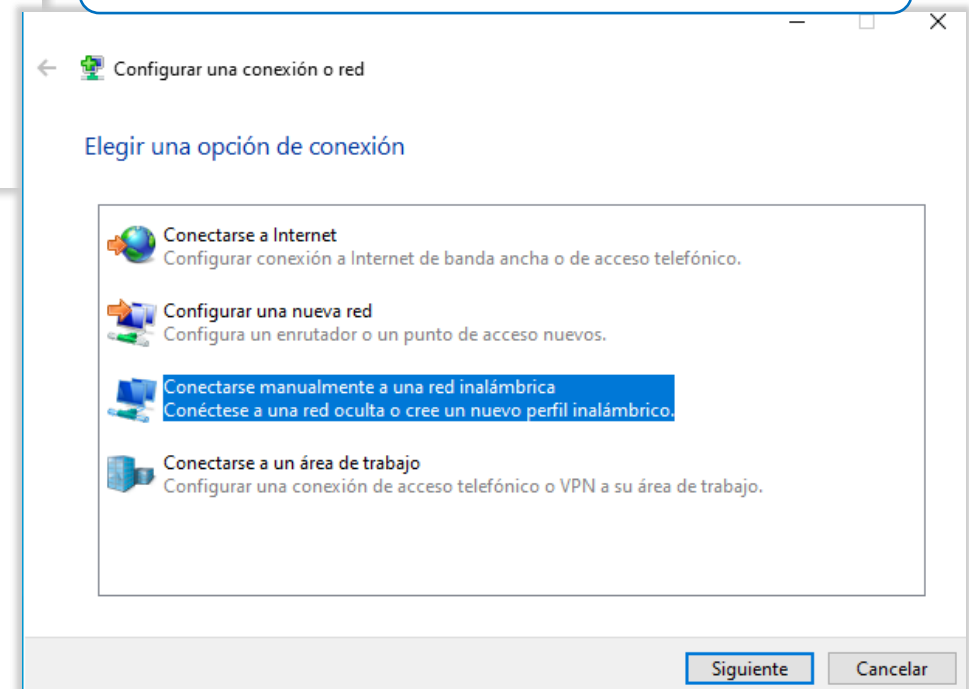 Configurar una conexión o red
Elegir una opción de conexión
Conectarse a Internet
Configurar conexión a Internet de banda ancha o de acceso telefónico.
Configurar una nueva red
Configura un enrutador o un punto de acceso nuevos.
Conectarse manualmente a una red inalámbrica
Conéctese a una red oculta o cree un nuevo perfil inalámbrico.
Conectarse a un área de trabajo
Configurar una conexión de acceso telefónico o VPN a su área de trabajo.
Siguiente Cancelar